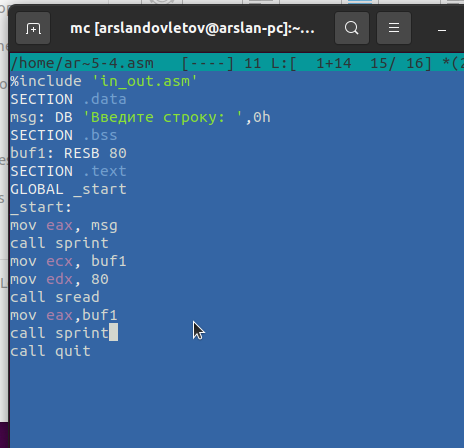 mc [arslandovletov@arslan-pc]:~...
/home/ar~5-4.asm [----] 11 L:[ 1+14 15/ 16] *(2
%include 'in_out.asm'
SECTION .data
msg: DB 'Введите строку: ',0h
SECTION .bss
buf1: RESB 80
SECTION .text
GLOBAL _start
_start:
mov eax, msg
call sprint
mov ecx, buf1
mov edx, 80
call sread
mov eax,buf1
call sprint
call quit